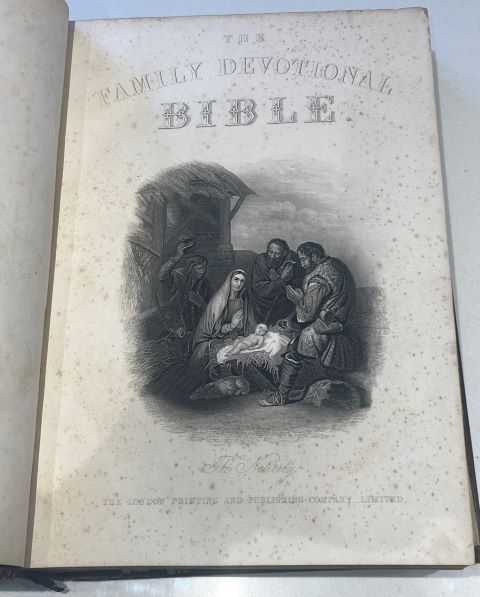 THE
FAMILY DEVOTIONAL
BIBLE.
The Nativity.
THE LONDON PRINTING AND PUBLISHING COMPANY, LIMITED.